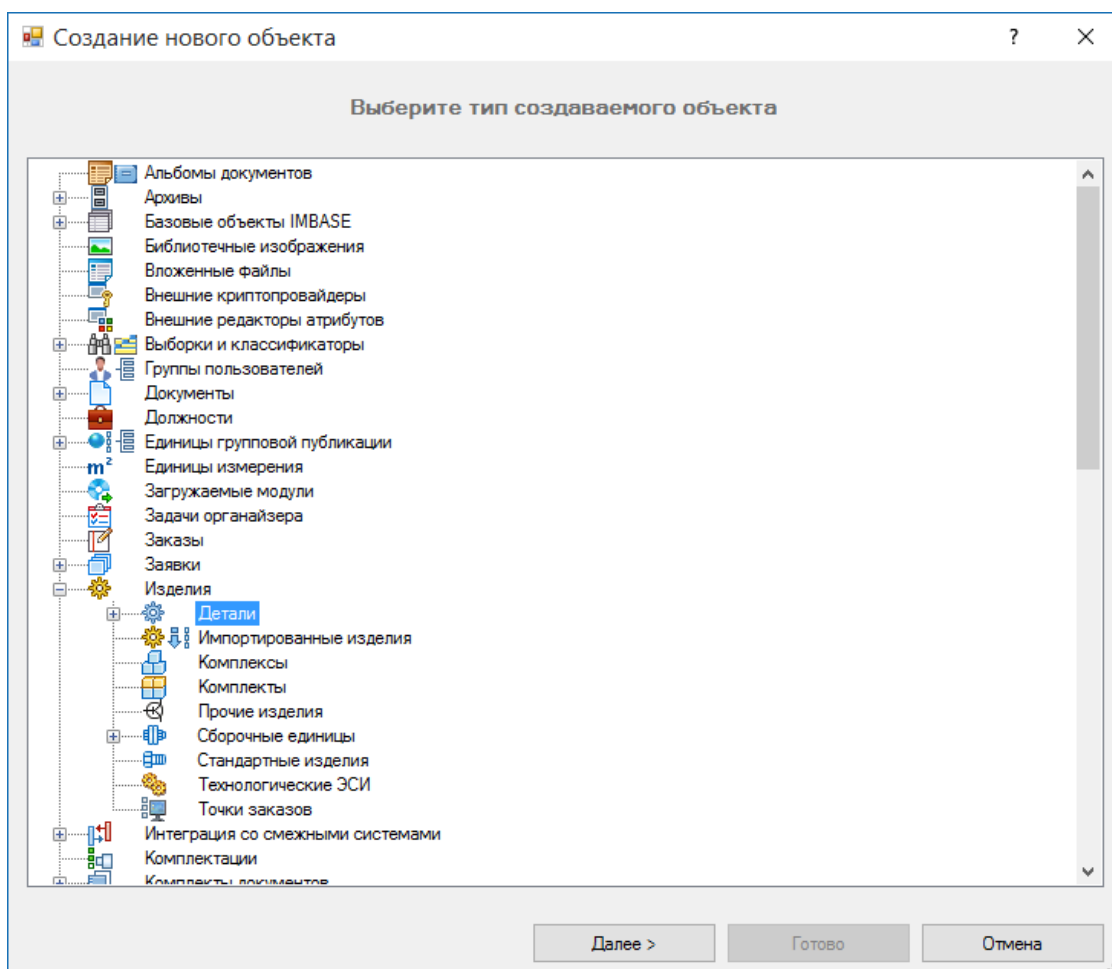 Создание нового объекта
?
Выберите тип создаваемого объекта
Альбомы документов
Архивы
Базовые объекты IMBASE
Библиотечные изображения
Вложенные файлы
Внешние криптопровайдеры
Внешние редакторы атрибутов
Выборки и классификаторы
Группы пользователей
Документы
Должности
Единицы групповой публикации
m² Единицы измерения
Загружаемые модули
Задачи органайзера
Заказы
Заявки
Изделия
Детали
Импортированные изделия
Комплексы
Комплекты
Прочие изделия
Сборочные единицы
Стандартные изделия
Технологические ЭСИ
Точки заказов
Интеграция со смежными системами
Комплектации
Комплекты документов
Далее > Готово Отмена